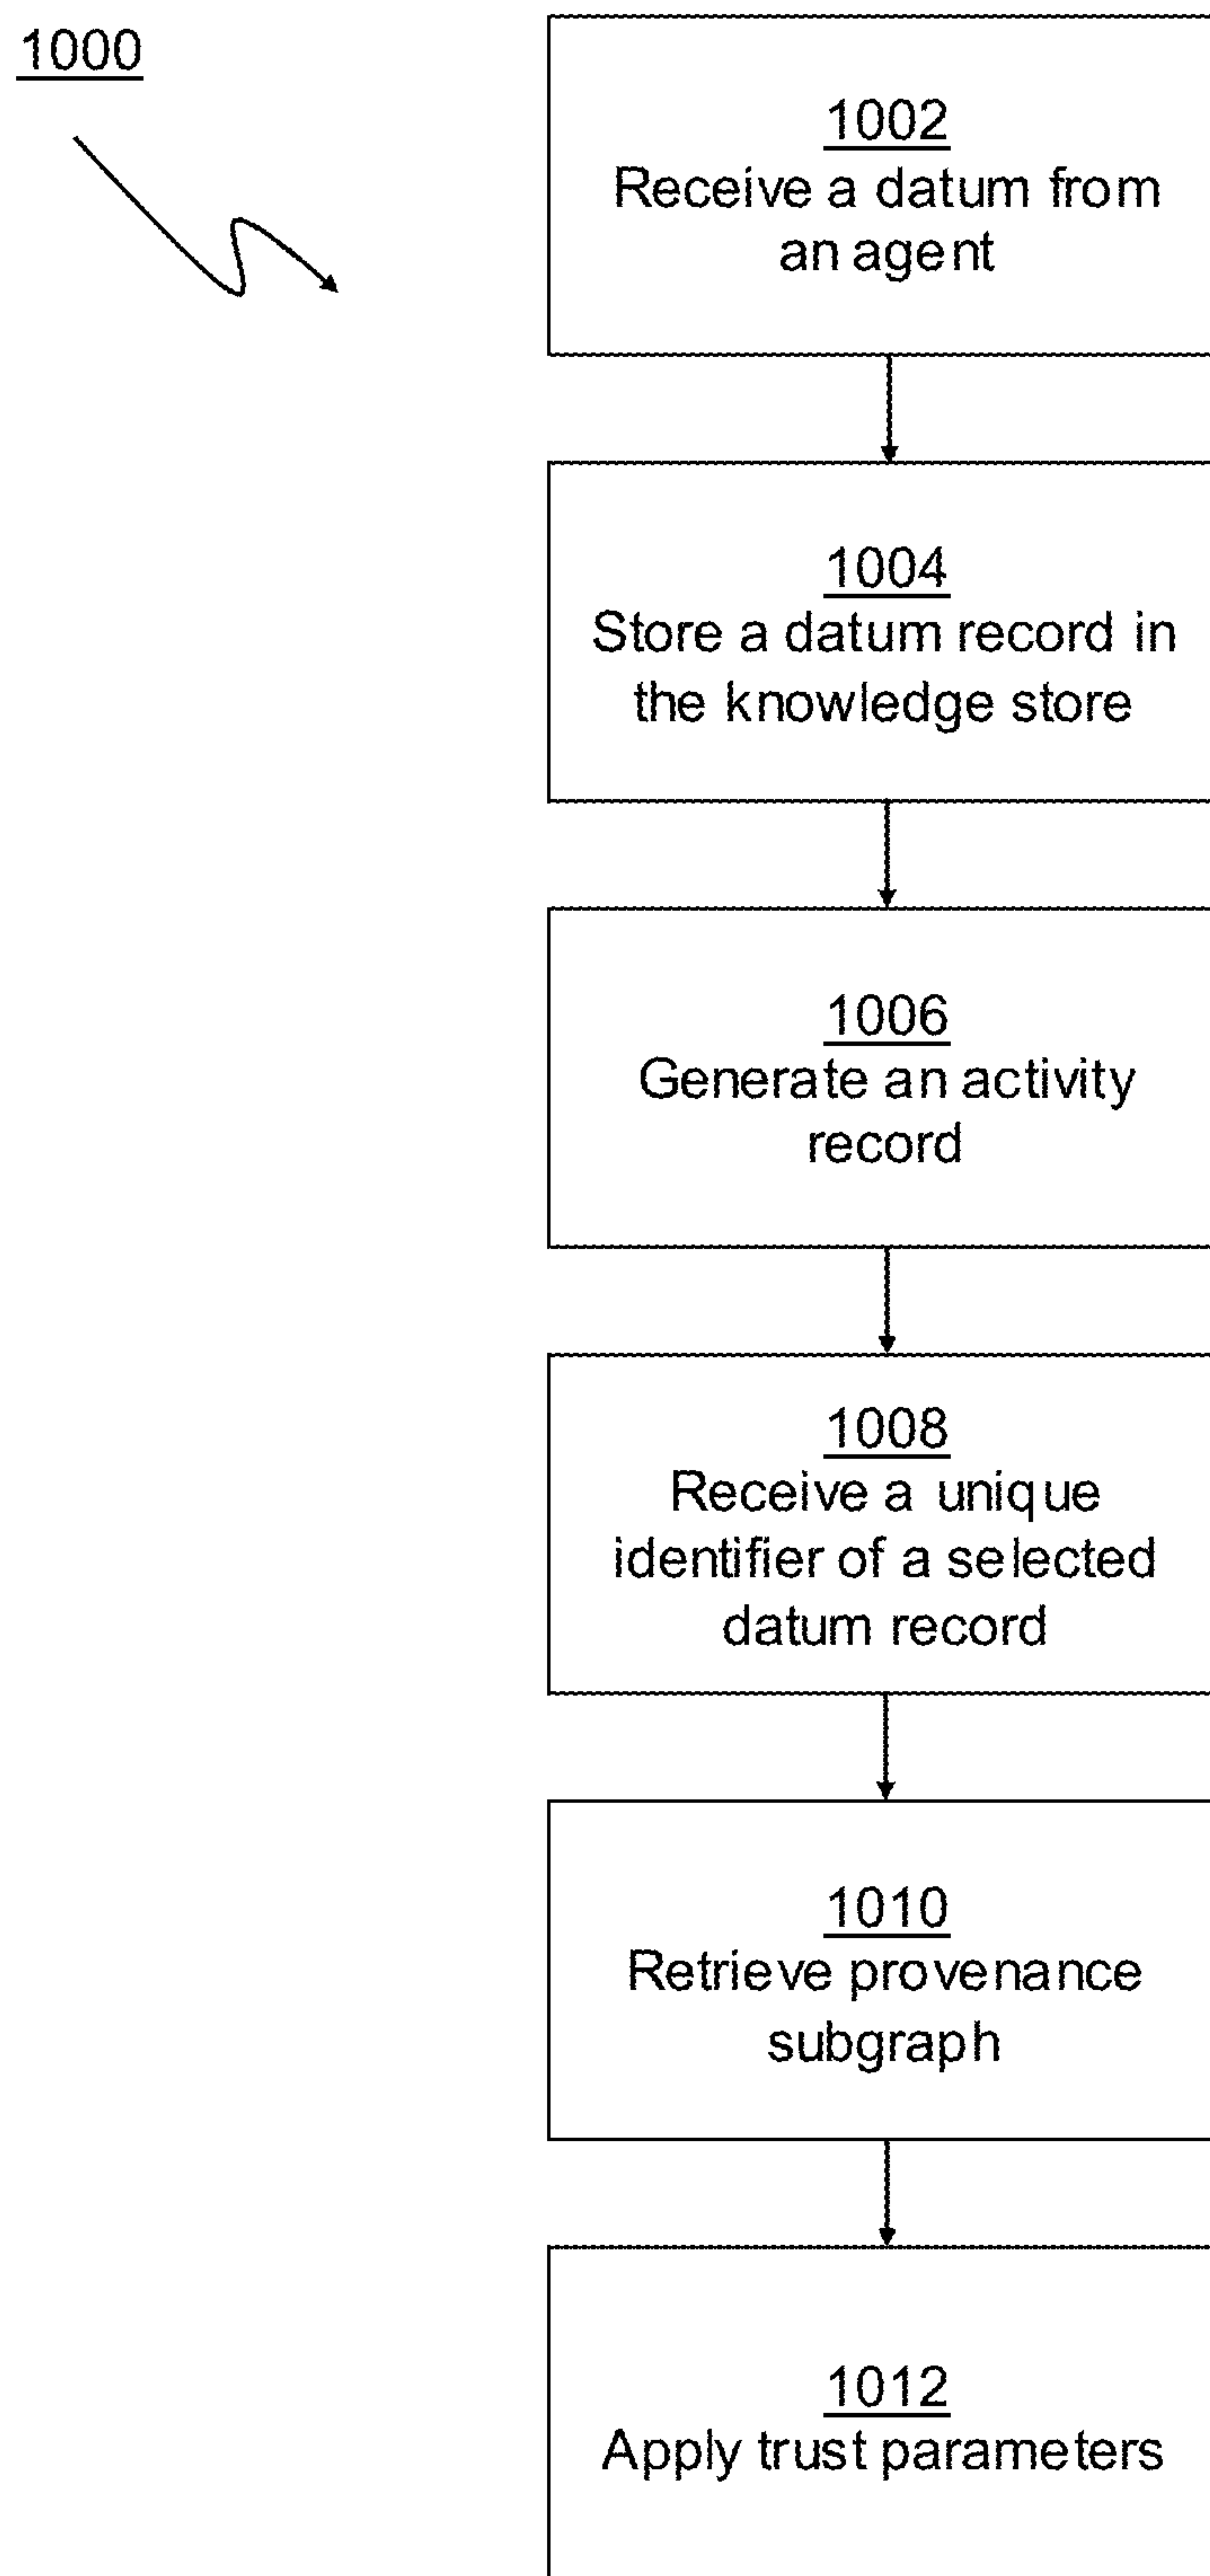 1000
1002
Receive a datum from
an agent
1004
Store a datum record in
the knowledge store
1006
Generate an activity
record
1008
Receive a unique
identifier of a selected
datum record
1010
Retrieve provenance
subgraph
1012
Apply trust parameters